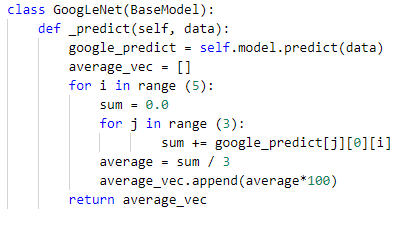 class GoogLeNet(BaseModel):
    def _predict(self, data):
        google_predict = self.model.predict(data)
        average_vec = []
        for i in range (5):
            sum = 0.0
            for j in range (3):
                    sum += google_predict[j][0][i]
            average = sum / 3
            average_vec.append(average*100)
        return average_vec